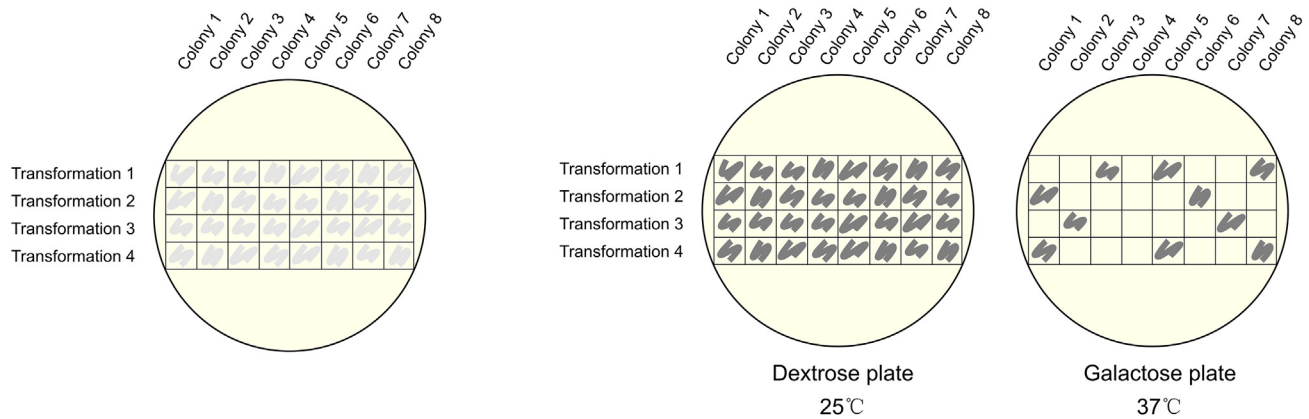 Colony 1
Colony 2
Colony 3
Colony 4
Colony 5
Colony 6
Colony 7
Colony 8
Transformation 1
Transformation 2
Transformation 3
Transformation 4
Colony 1
Colony 2
Colony 3
Colony 4
Colony 5
Colony 6
Colony 7
Colony 8
Transformation 1
Transformation 2
Transformation 3
Transformation 4
Dextrose plate
25℃
Colony 1
Colony 2
Colony 3
Colony 4
Colony 5
Colony 6
Colony 7
Colony 8
Galactose plate
37℃